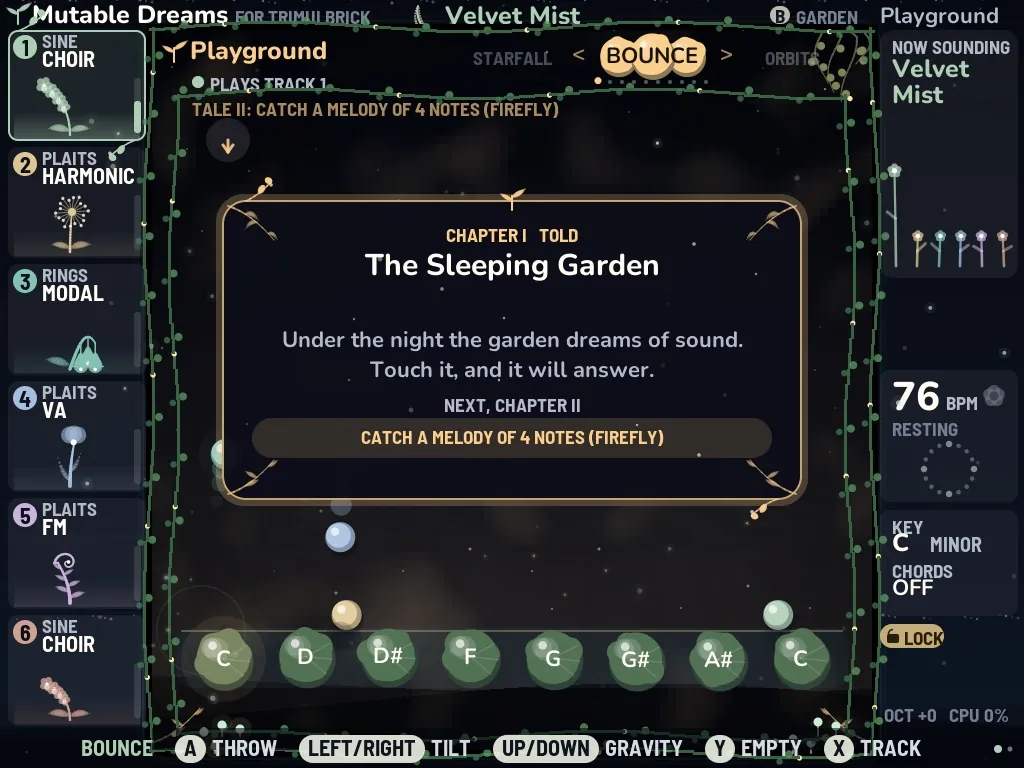 Mutable Dreams FOR TRIMUI BRICK
Velvet Mist
B GARDEN
Playground
1 SINE
CHOIR
2 PLAITS
HARMONIC
3 RINGS
MODAL
4 PLAITS
VA
5 PLAITS
FM
6 SINE
CHOIR
Playground
PLAYS TRACK 1
STARFALL < BOUNCE > ORBITS
TALE II: CATCH A MELODY OF 4 NOTES (FIREFLY)
CHAPTER I TOLD
The Sleeping Garden
Under the night the garden dreams of sound.
Touch it, and it will answer.
NEXT, CHAPTER II
CATCH A MELODY OF 4 NOTES (FIREFLY)
C D D# F G G# A# C
NOW SOUNDING
Velvet
Mist
76 BPM
RESTING
KEY
C MINOR
CHORDS
OFF
LOCK
OCT +0 CPU 0%
BOUNCE A THROW LEFT/RIGHT TILT UP/DOWN GRAVITY Y EMPTY X TRACK